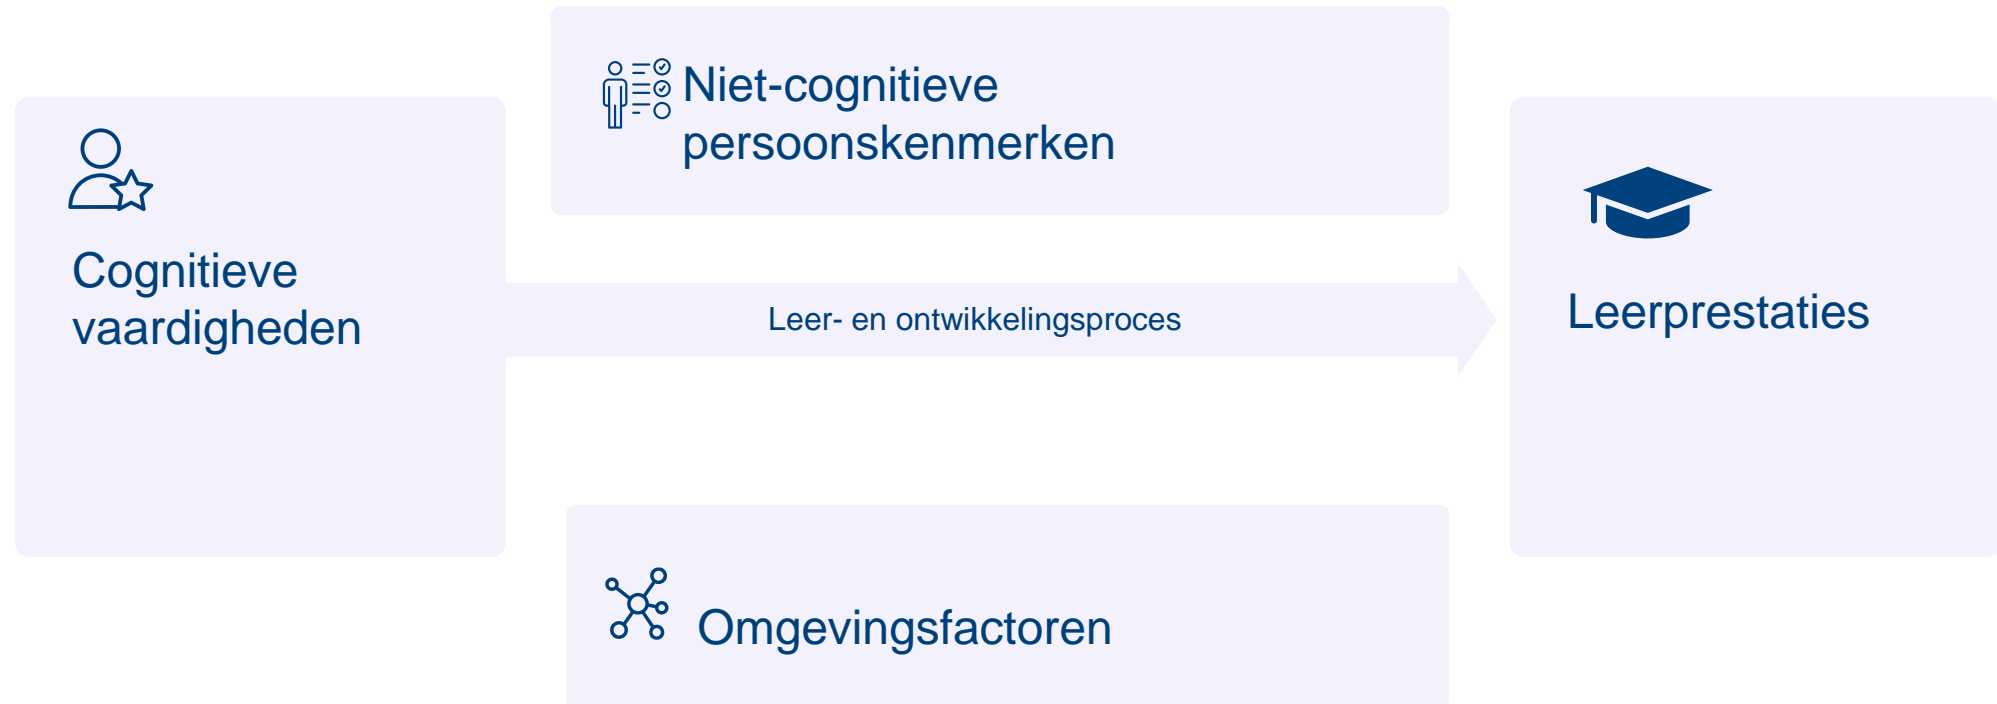 Niet-cognitieve
persoonskenmerken
Cognitieve
vaardigheden
Leer- en ontwikkelingsproces
Leerprestaties
Omgevingsfactoren